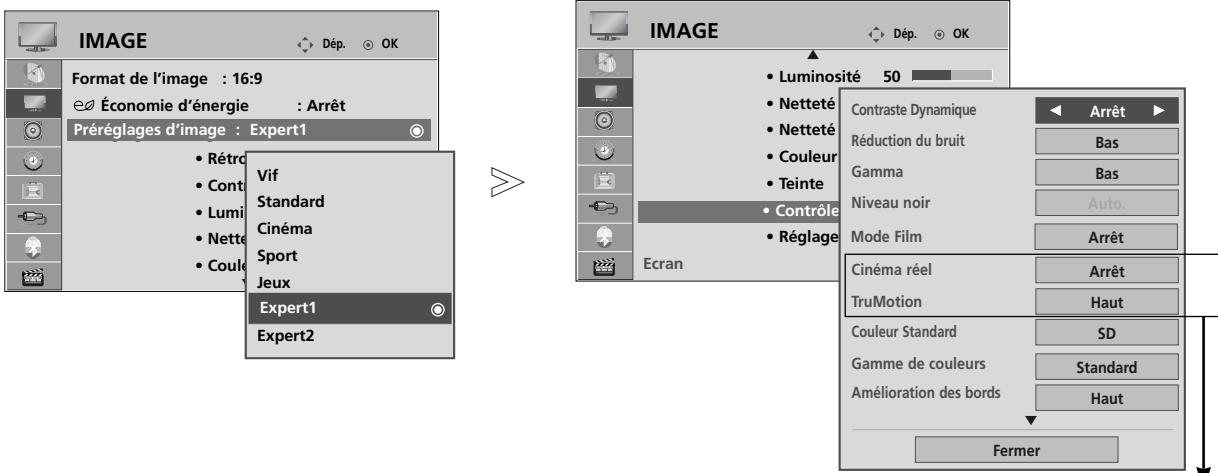 IMAGE
Dép. OK
Format de l'image : 16:9
Économie d'énergie : Arrêt
Préréglages d'image : Expert1
• Rétro
• Cont
• Lumi
• Nette
• Coule
Vif
Standard
Cinéma
Sport
Jeux
Expert1
Expert2
IMAGE
Dép. OK
• Luminosité 50
• Netteté
• Netteté
• Couleur
• Teinte
• Contrôle
• Réglage
Ecran
Contraste Dynamique Arrêt
Réduction du bruit Bas
Gamma Bas
Niveau noir Auto.
Mode Film Arrêt
Cinéma réel Arrêt
TruMotion Haut
Couleur Standard SD
Gamme de couleurs Standard
Amélioration des bords Haut
Fermer